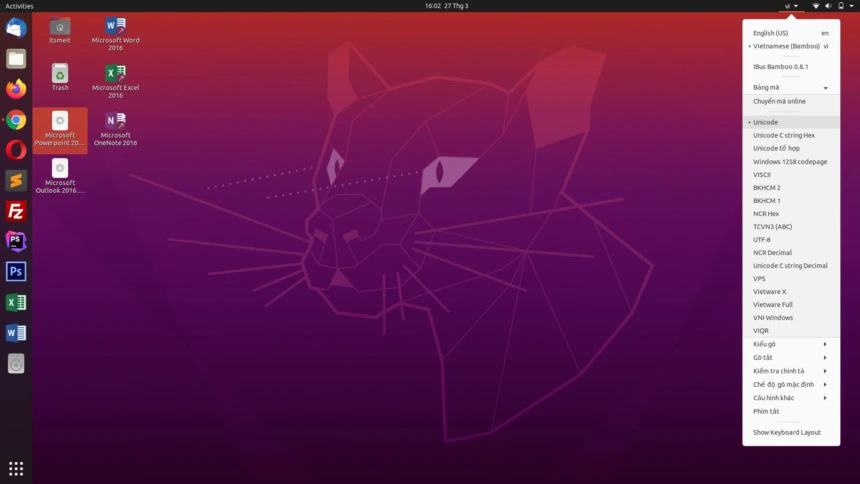 Activities
16:02 27 Thg 3
vi
itsmeit
Microsoft Word
2016
Trash
Microsoft Excel
2016
Microsoft
Powerpoint 20...
Microsoft
OneNote 2016
Microsoft
Outlook 2016....
English (US) en
Vietnamese (Bamboo) vi
IBus Bamboo 0.8.1
Bảng mã
Chuyển mã online
Unicode
Unicode C string Hex
Unicode tổ hợp
Windows 1258 codepage
VISCII
BKHCM 2
BKHCM 1
NCR Hex
TCVN3 (ABC)
UTF-8
NCR Decimal
Unicode C string Decimal
VPS
Vietware X
Vietware Full
VNI Windows
VIQR
Kiểu gõ
Gõ tắt
Kiểm tra chính tả
Chế độ gõ mặc định
Cấu hình khác
Phím tắt
Show Keyboard Layout
Fz
PS
Ps